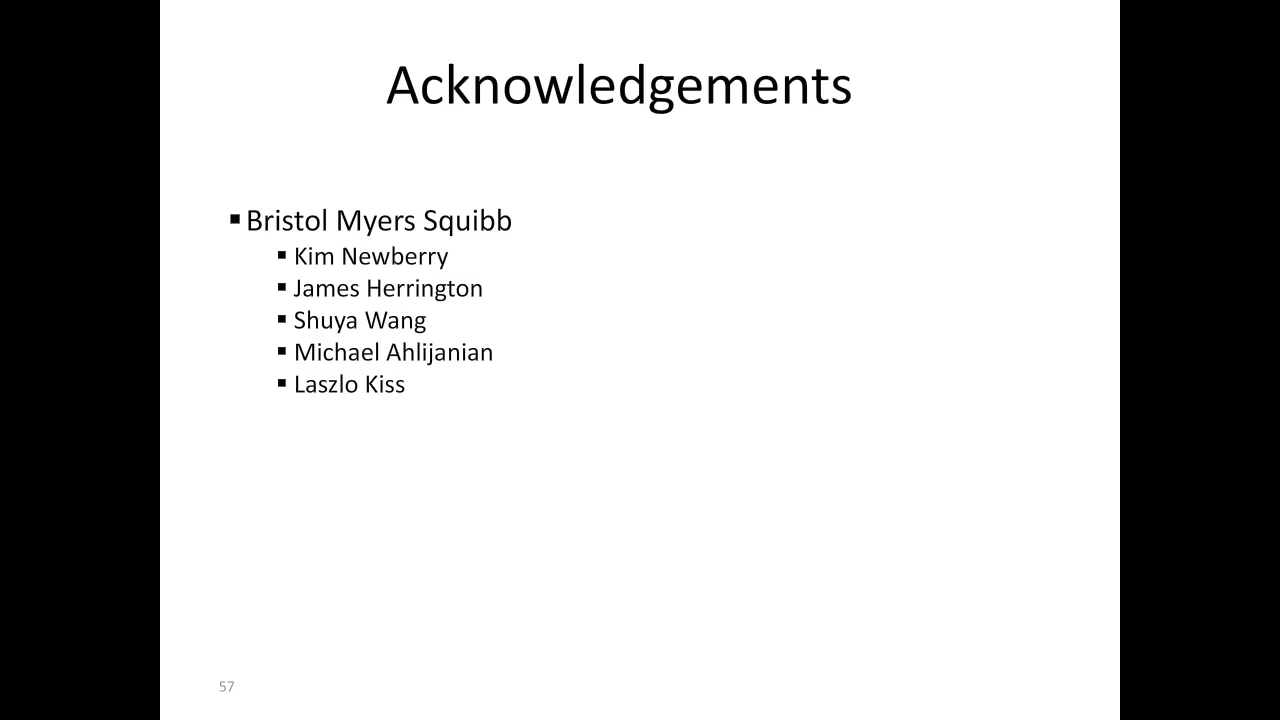 Acknowledgements
▪ Bristol Myers Squibb
▪ Kim Newberry
▪ James Herrington
▪ Shuya Wang
▪ Michael Ahlijanian
▪ Laszlo Kiss
57